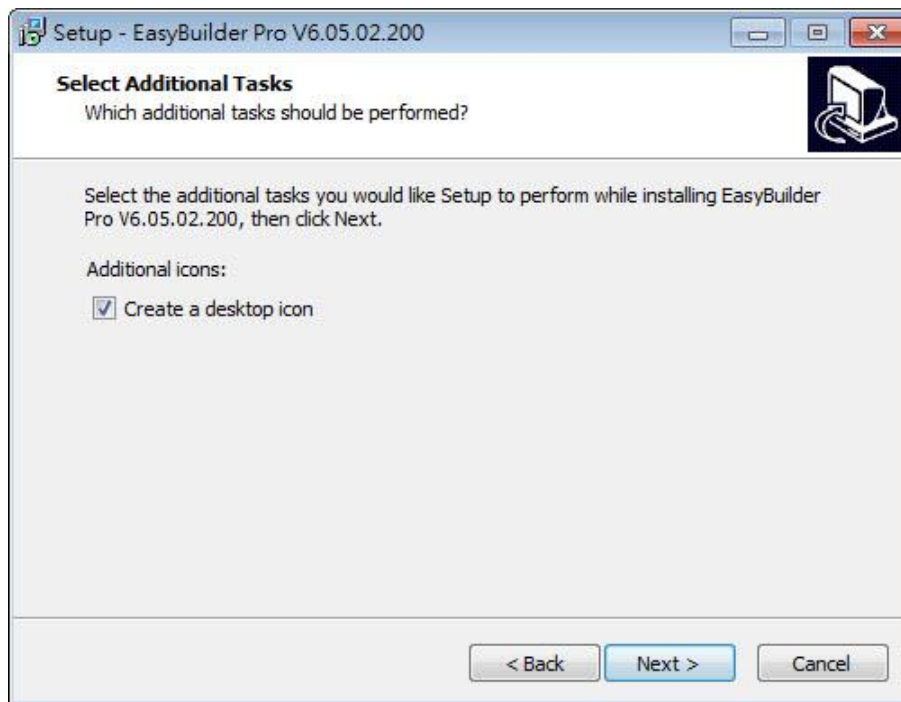 Setup - EasyBuilder Pro V6.05.02.200
Select Additional Tasks
Which additional tasks should be performed?
Select the additional tasks you would like Setup to perform while installing EasyBuilder
Pro V6.05.02.200, then click Next.
Additional icons:
Create a desktop icon
< Back
Next >
Cancel